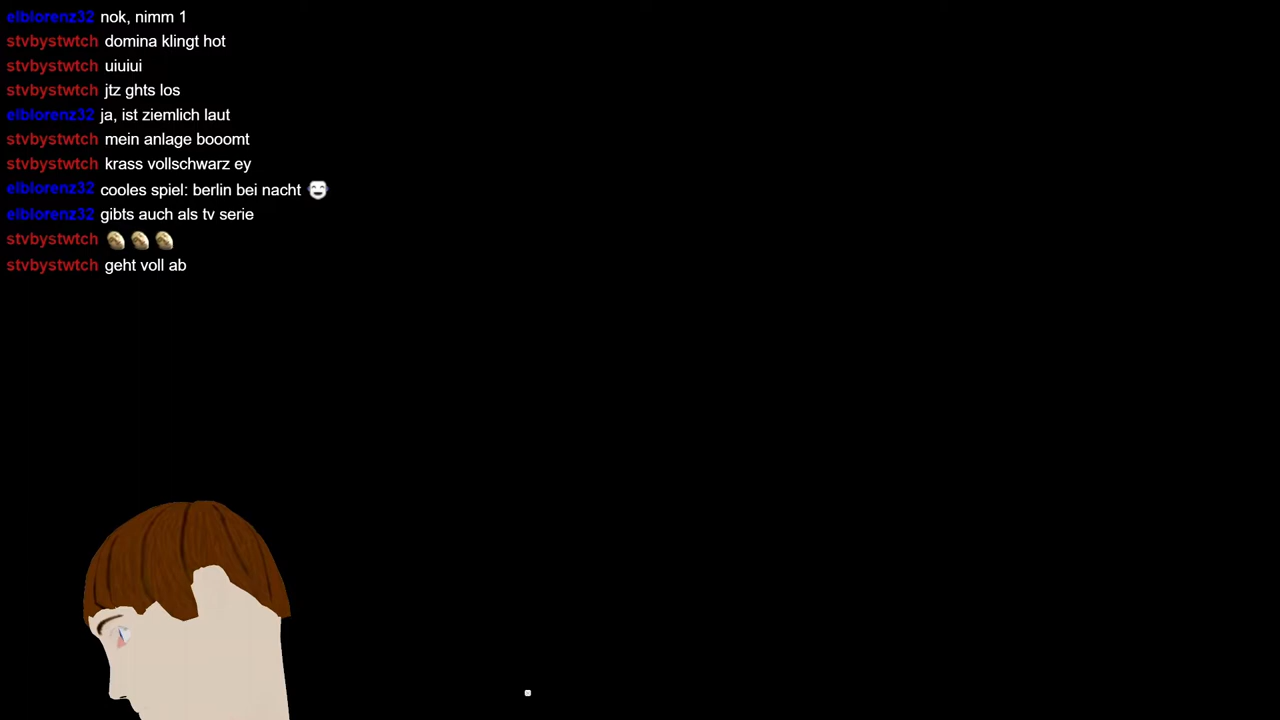 elblorenz32 nok, nimm 1
stvbystwtch domina klingt hot
stvbystwtch uiuiui
stvbystwtch jtz ghts los
elblorenz32 ja, ist ziemlich laut
stvbystwtch mein anlage booomt
stvbystwtch krass vollschwarz ey
elblorenz32 cooles spiel: berlin bei nacht
elblorenz32 gibts auch als tv serie
stvbystwtch
stvbystwtch geht voll ab